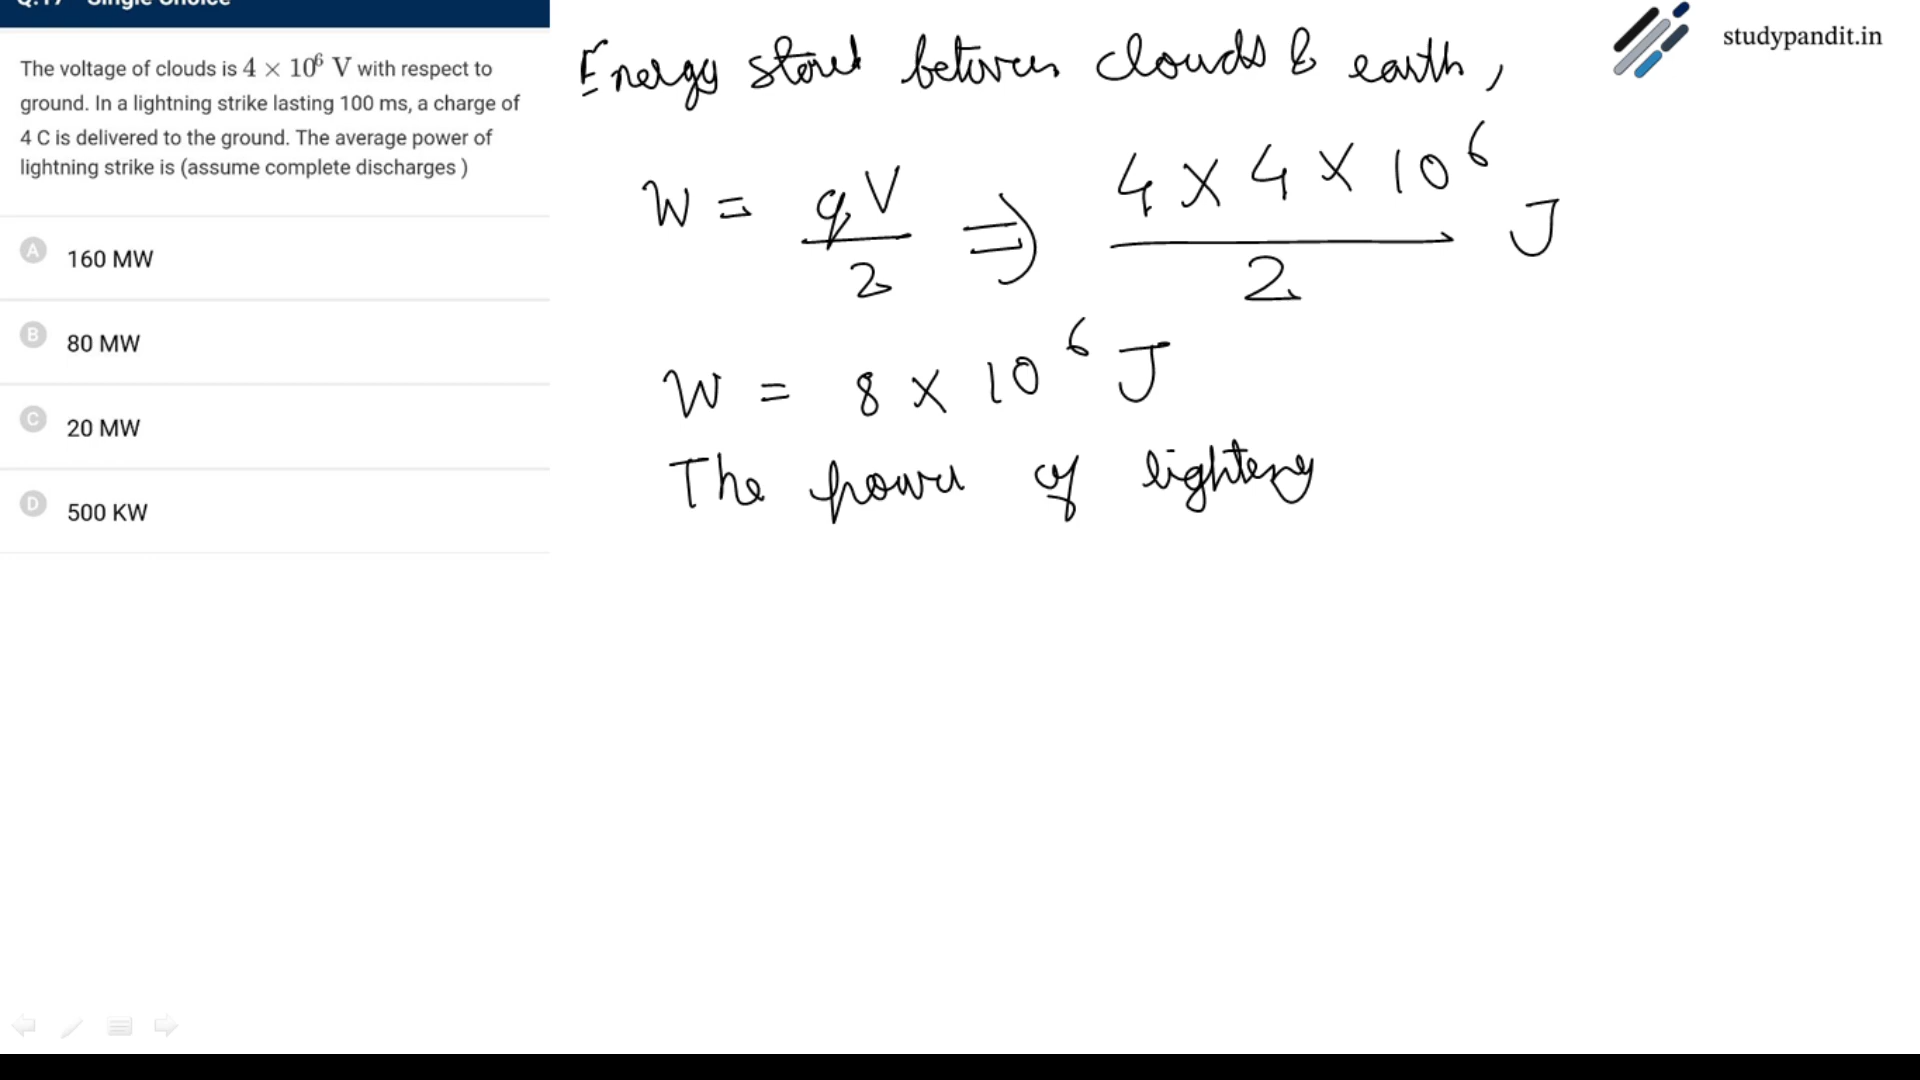 Q.17 Single Choice
The voltage of clouds is 4 × 10⁶ V with respect to
ground. In a lightning strike lasting 100 ms, a charge of
4 C is delivered to the ground. The average power of
lightning strike is (assume complete discharges )
A 160 MW
B 80 MW
C 20 MW
D 500 KW
Energy stored between clouds & earth,
W = qV/2 ⇒ 4 × 4 × 10⁶/2 J
W = 8 × 10⁶ J
The power of lightening
studypandit.in